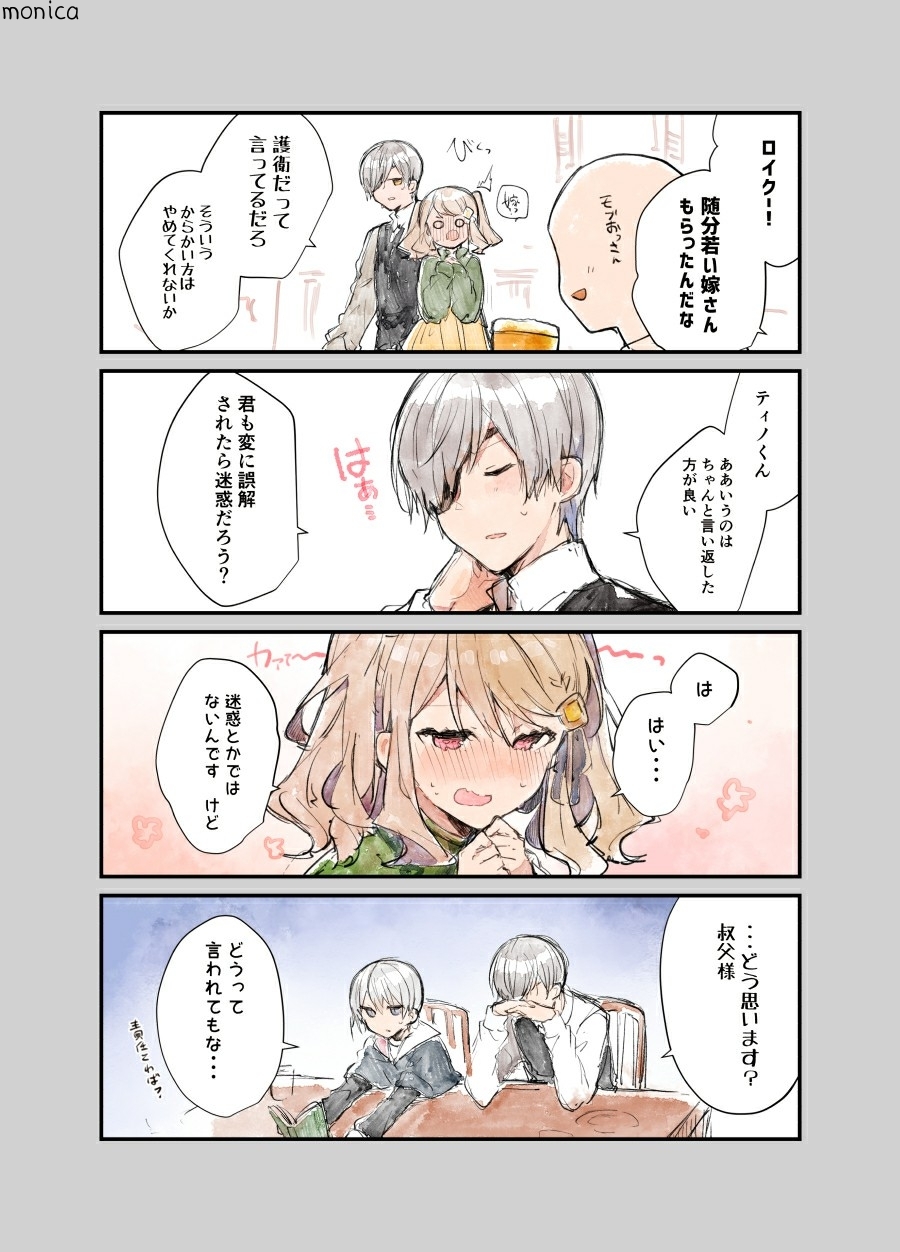 monica
ロイクー！
随分若い嫁さん
もらったんだな
モブおっさん
嫁？
びくっ
護衛だって
言ってるだろ
そういう
からかい方は
やめてくれないか
ティノくん
ああいうのは
ちゃんと言い返した
方が良い
はぁ…
君も変に誤解
されたら迷惑だろう？
は
はい・・・
カァァ〜〜っ
迷惑とかでは
ないんです けど
・・・どう思います？
叔父様
どうって
言われてもな・・・
責任とれば？